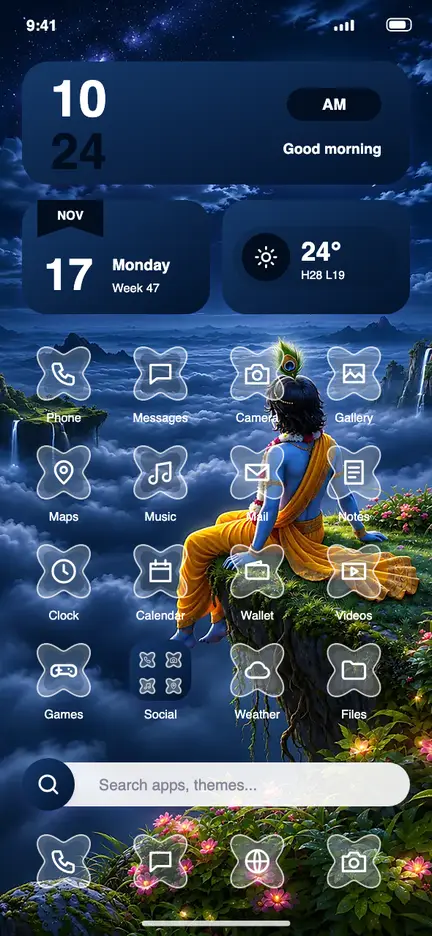 9:41
10
24
AM
Good morning
NOV
17
Monday
Week 47
24°
H28 L19
Phone
Messages
Camera
Gallery
Maps
Music
Mail
Notes
Clock
Calendar
Wallet
Videos
Games
Social
Weather
Files
Search apps, themes...